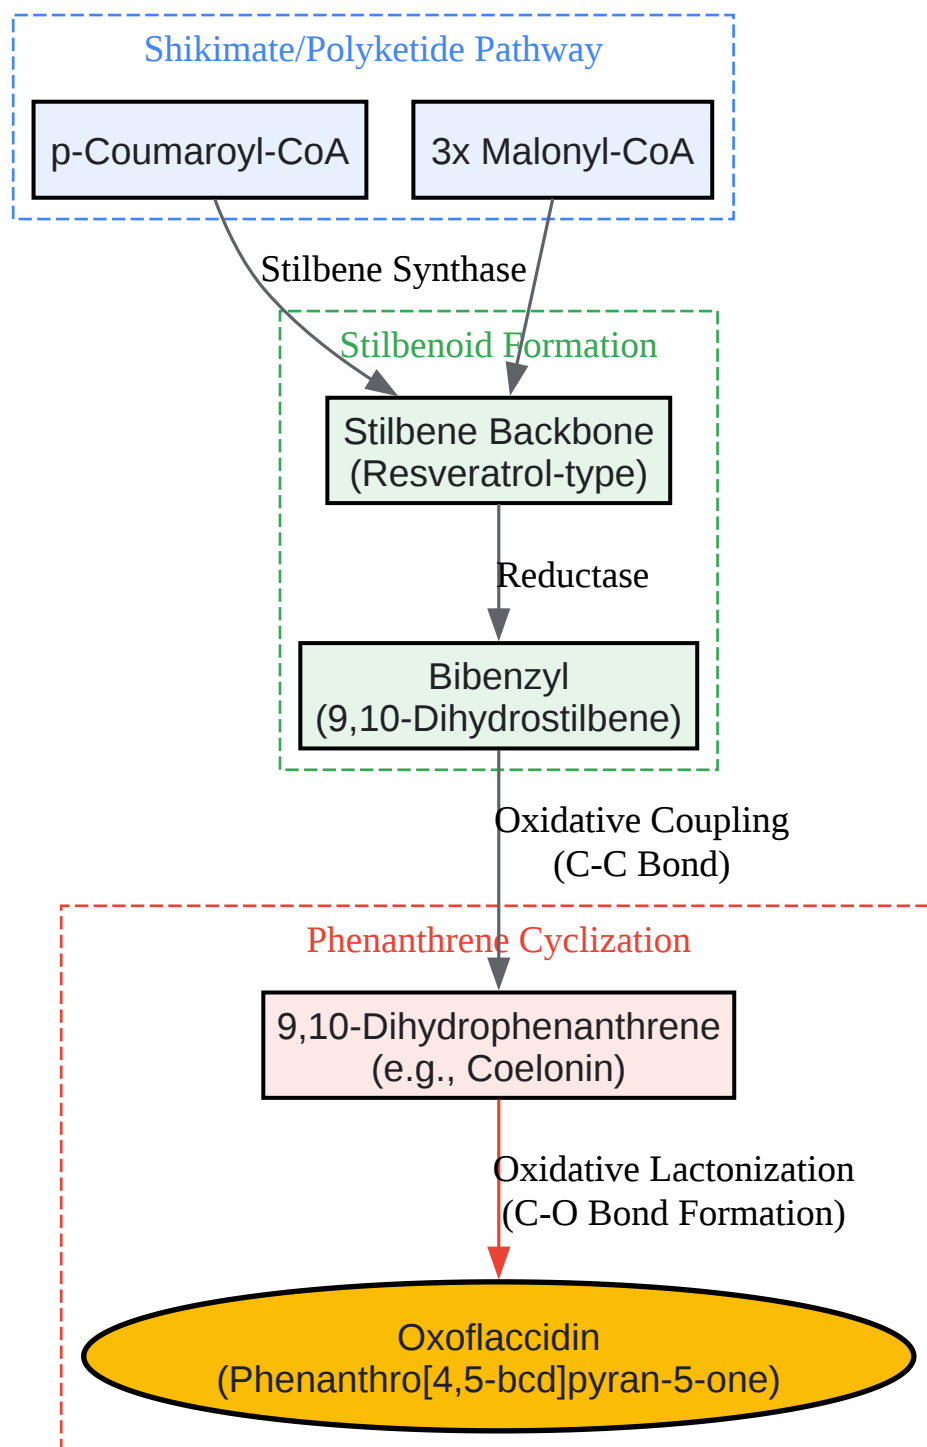 Shikimate/Polyketide Pathway
p-Coumaroyl-CoA
3x Malonyl-CoA
Stilbene Synthase
Stilbenoid Formation
Stilbene Backbone
(Resveratrol-type)
Reductase
Bibenzyl
(9,10-Dihydrostilbene)
Oxidative Coupling
(C-C Bond)
Phenanthrene Cyclization
9,10-Dihydrophenanthrene
(e.g., Coelonin)
Oxidative Lactonization
(C-O Bond Formation)
Oxoflaccidin
(Phenanthro[4,5-bcd]pyran-5-one)